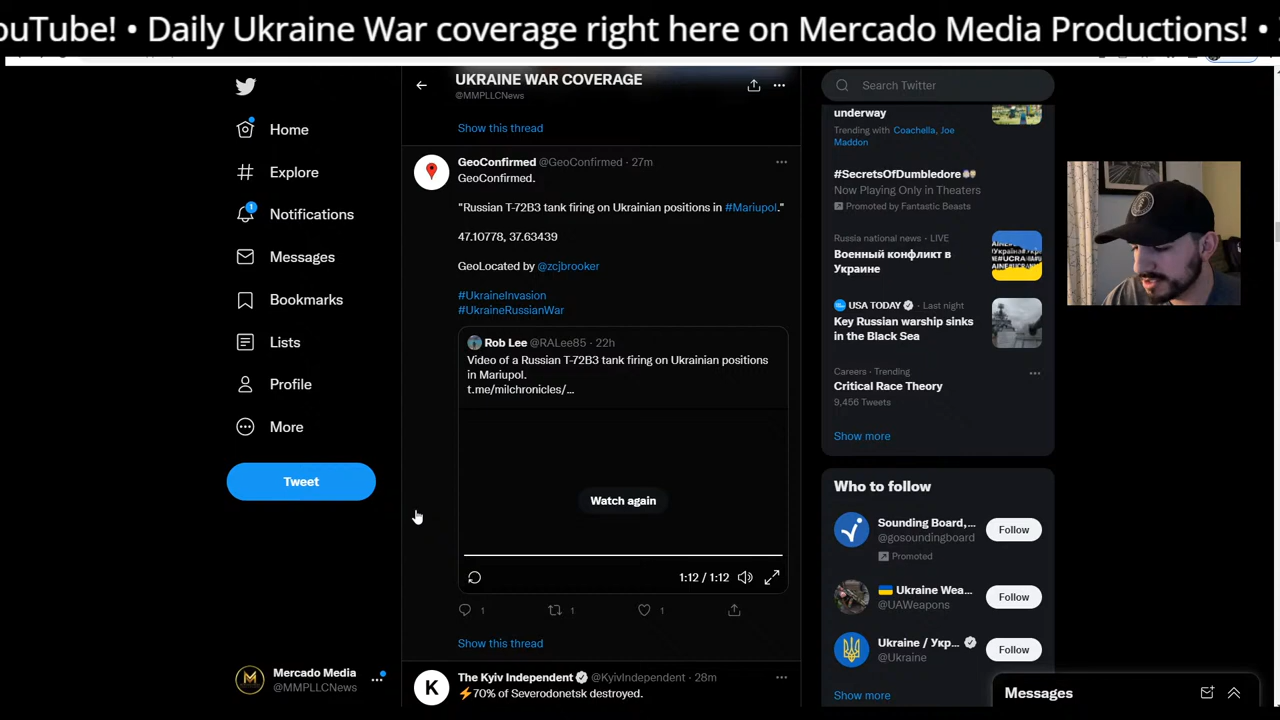 ouTube! • Daily Ukraine War coverage right here on Mercado Media Productions! •
Home
Explore
Notifications
1
Messages
Bookmarks
Lists
Profile
More
Tweet
Mercado Media
@MMPLLCNews
UKRAINE WAR COVERAGE
@MMPLLCNews
Show this thread
GeoConfirmed @GeoConfirmed · 27m
GeoConfirmed.
"Russian T-72B3 tank firing on Ukrainian positions in #Mariupol."
47.10778, 37.63439
GeoLocated by @zcjbrooker
#UkraineInvasion
#UkraineRussianWar
Rob Lee @RALee85 · 22h
Video of a Russian T-72B3 tank firing on Ukrainian positions
in Mariupol.
t.me/milchronicles/…
Watch again
1:12 / 1:12
1 1 1
Show this thread
K
The Kyiv Independent @KyivIndependent · 28m
⚡70% of Severodonetsk destroyed.
Search Twitter
underway
Trending with Coachella, Joe
Maddon
#SecretsOfDumbledore
Now Playing Only in Theaters
Promoted by Fantastic Beasts
Russia national news · LIVE
Военный конфликт в
Украине
USA TODAY · Last night
Key Russian warship sinks
in the Black Sea
Careers · Trending
Critical Race Theory
9,456 Tweets
Show more
Who to follow
Sounding Board,...
@gosoundingboard
Promoted
Follow
Ukraine Wea...
@UAWeapons
Follow
Ukraine / Укр...
@Ukraine
Follow
Show more
Messages